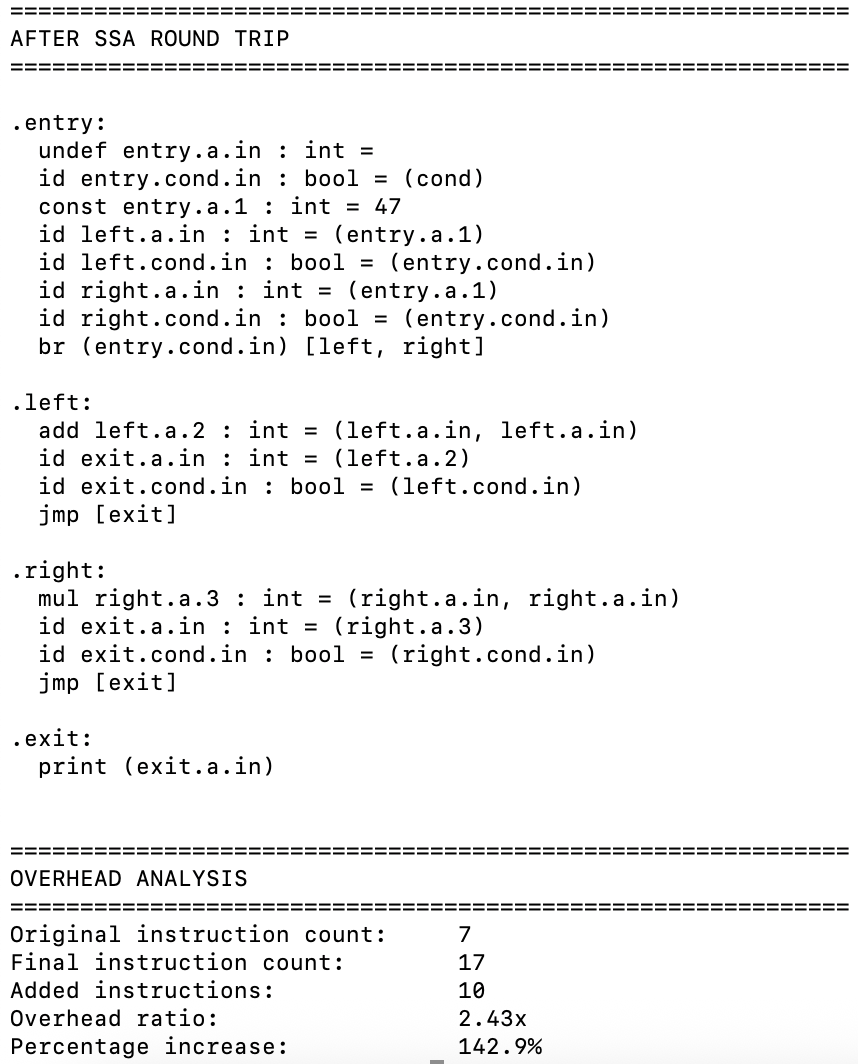 ============================================================
AFTER SSA ROUND TRIP
============================================================
.entry:
  undef entry.a.in : int =
  id entry.cond.in : bool = (cond)
  const entry.a.1 : int = 47
  id left.a.in : int = (entry.a.1)
  id left.cond.in : bool = (entry.cond.in)
  id right.a.in : int = (entry.a.1)
  id right.cond.in : bool = (entry.cond.in)
  br (entry.cond.in) [left, right]
.left:
  add left.a.2 : int = (left.a.in, left.a.in)
  id exit.a.in : int = (left.a.2)
  id exit.cond.in : bool = (left.cond.in)
  jmp [exit]
.right:
  mul right.a.3 : int = (right.a.in, right.a.in)
  id exit.a.in : int = (right.a.3)
  id exit.cond.in : bool = (right.cond.in)
  jmp [exit]
.exit:
  print (exit.a.in)
============================================================
OVERHEAD ANALYSIS
============================================================
Original instruction count:     7
Final instruction count:        17
Added instructions:             10
Overhead ratio:                 2.43x
Percentage increase:            142.9%